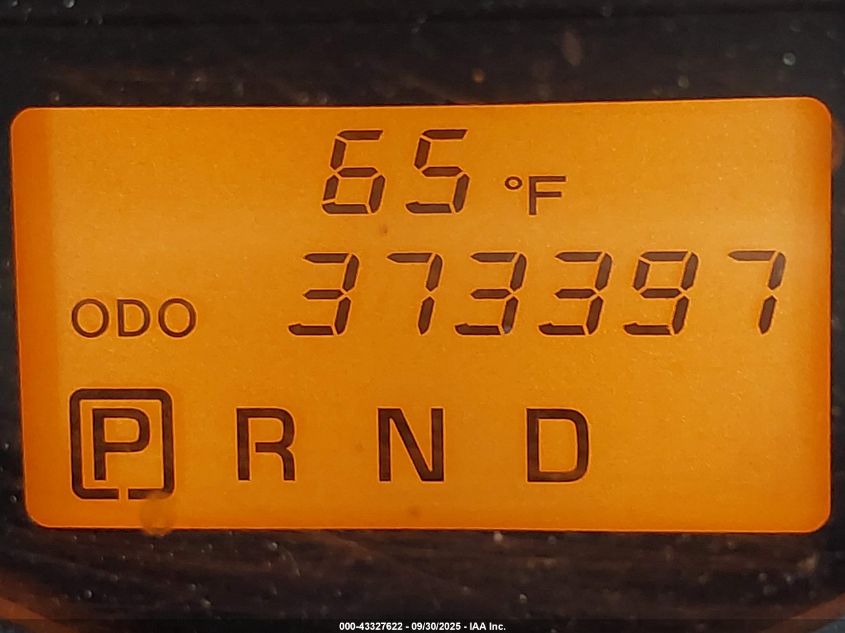 65 °F
ODO 373397
P R N D
000-43327622 - 09/30/2025 - IAA Inc.